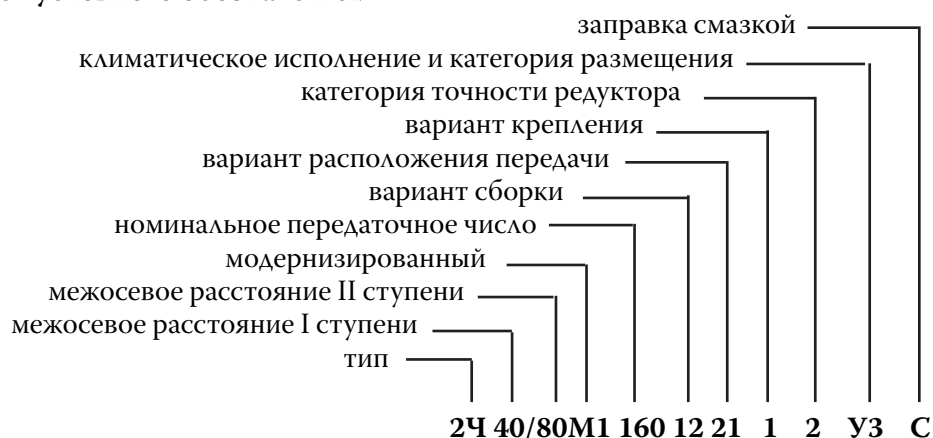 заправка смазкой
климатическое исполнение и категория размещения
категория точности редуктора
вариант крепления
вариант расположения передачи
вариант сборки
номинальное передаточное число
модернизированный
межосевое расстояние II ступени
межосевое расстояние I ступени
тип
2Ч 40/80М1 160 12 21 1 2 У3 С